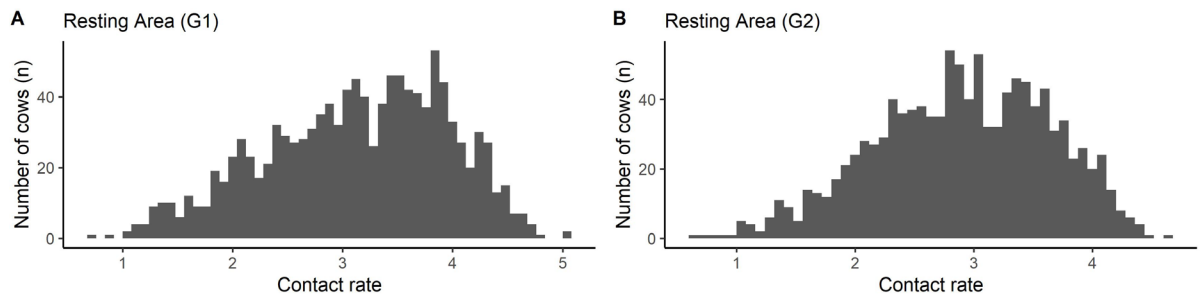 A Resting Area (G1)
Number of cows (n)
40
20
0
1 2 3 4 5
Contact rate
B Resting Area (G2)
Number of cows (n)
40
20
0
1 2 3 4
Contact rate